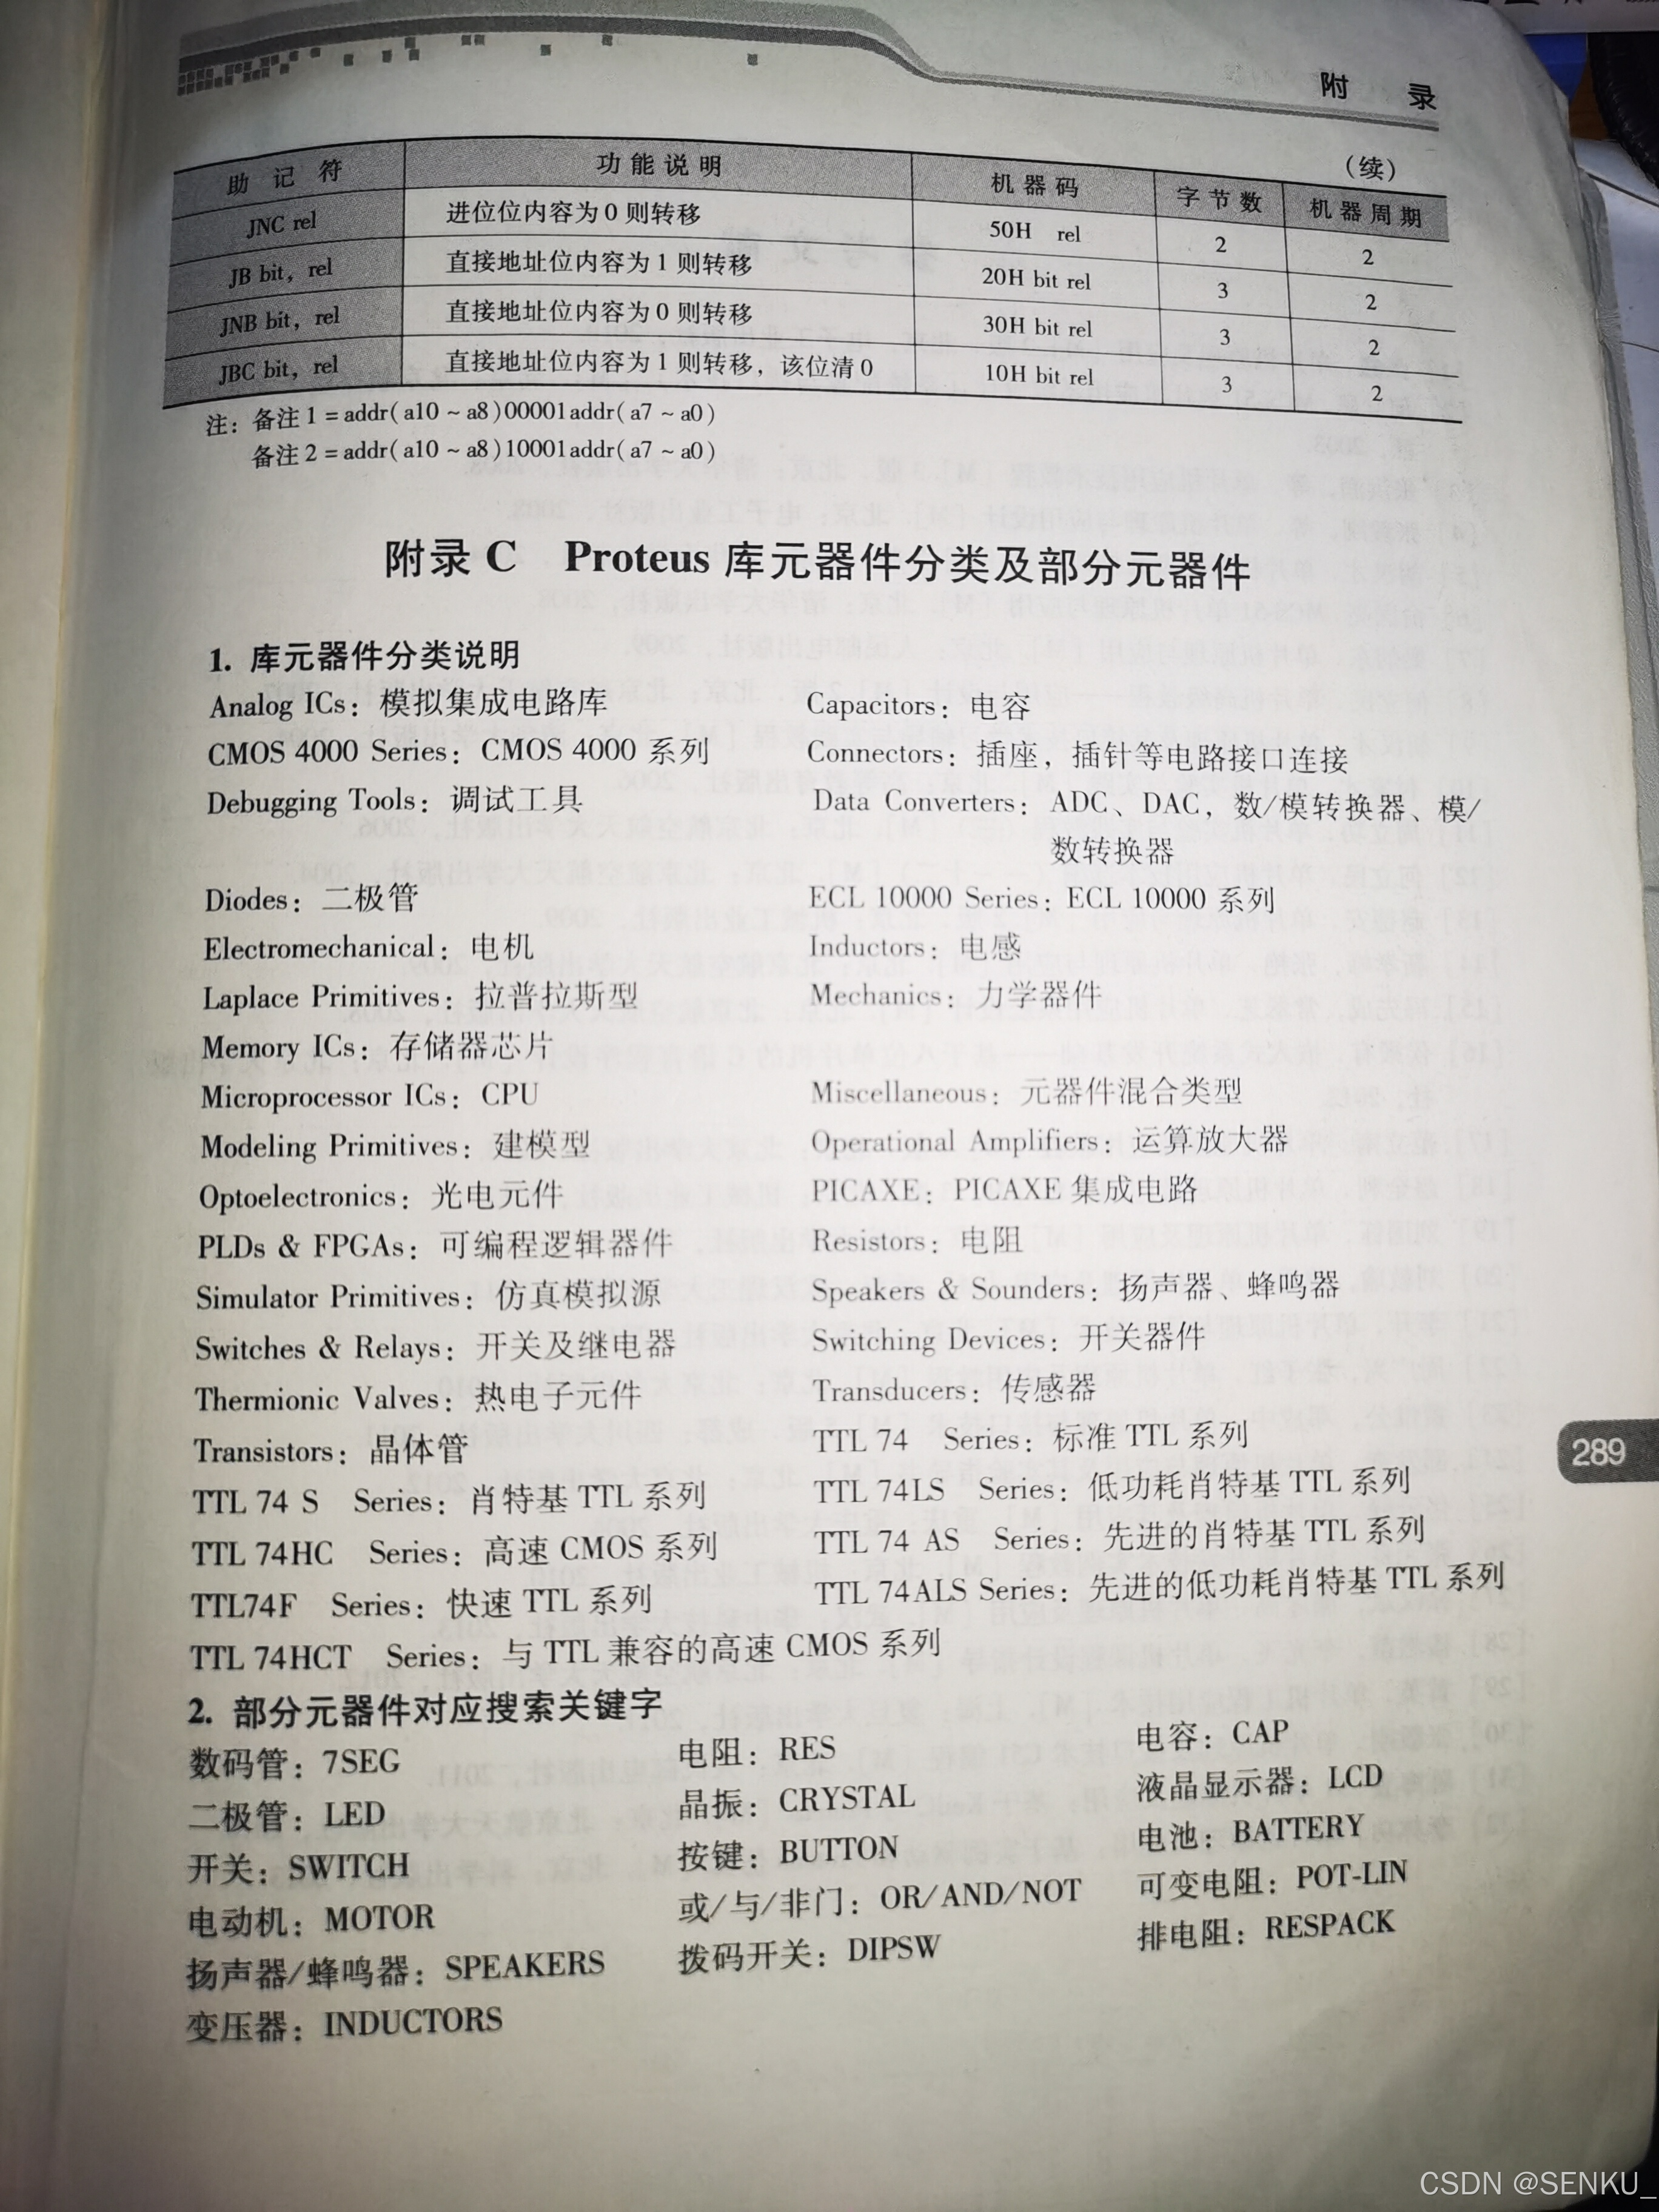 附 录
(续)
助 记 符 功 能 说 明 机 器 码 字 节 数 机 器 周 期
JNC rel 进位位内容为 0 则转移 50H rel 2 2
JB bit, rel 直接地址位内容为 1 则转移 20H bit rel 3 2
JNB bit, rel 直接地址位内容为 0 则转移 30H bit rel 3 2
JBC bit, rel 直接地址位内容为 1 则转移，该位清 0 10H bit rel 3 2
注：备注 1 = addr( a10 ~ a8 )00001addr( a7 ~ a0)
备注 2 = addr( a10 ~ a8 )10001addr( a7 ~ a0)
附录 C Proteus 库元器件分类及部分元器件
1. 库元器件分类说明
Analog ICs：模拟集成电路库 Capacitors：电容
CMOS 4000 Series：CMOS 4000 系列 Connectors：插座，插针等电路接口连接
Debugging Tools：调试工具 Data Converters：ADC、DAC，数/模转换器、模/
数转换器
Diodes：二极管 ECL 10000 Series：ECL 10000 系列
Electromechanical：电机 Inductors：电感
Laplace Primitives：拉普拉斯型 Mechanics：力学器件
Memory ICs：存储器芯片
Microprocessor ICs：CPU Miscellaneous：元器件混合类型
Modeling Primitives：建模型 Operational Amplifiers：运算放大器
Optoelectronics：光电元件 PICAXE：PICAXE 集成电路
PLDs & FPGAs：可编程逻辑器件 Resistors：电阻
Simulator Primitives：仿真模拟源 Speakers & Sounders：扬声器、蜂鸣器
Switches & Relays：开关及继电器 Switching Devices：开关器件
Thermionic Valves：热电子元件 Transducers：传感器
Transistors：晶体管 TTL 74 Series：标准 TTL 系列
TTL 74 S Series：肖特基 TTL 系列 TTL 74LS Series：低功耗肖特基 TTL 系列
TTL 74HC Series：高速 CMOS 系列 TTL 74 AS Series：先进的肖特基 TTL 系列
TTL74F Series：快速 TTL 系列 TTL 74ALS Series：先进的低功耗肖特基 TTL 系列
TTL 74HCT Series：与 TTL 兼容的高速 CMOS 系列
2. 部分元器件对应搜索关键字
数码管：7SEG 电阻：RES 电容：CAP
二极管：LED 晶振：CRYSTAL 液晶显示器：LCD
开关：SWITCH 按键：BUTTON 电池：BATTERY
电动机：MOTOR 或/与/非门：OR/AND/NOT 可变电阻：POT-LIN
扬声器/蜂鸣器：SPEAKERS 拨码开关：DIPSW 排电阻：RESPACK
变压器：INDUCTORS
289
CSDN @SENKU_